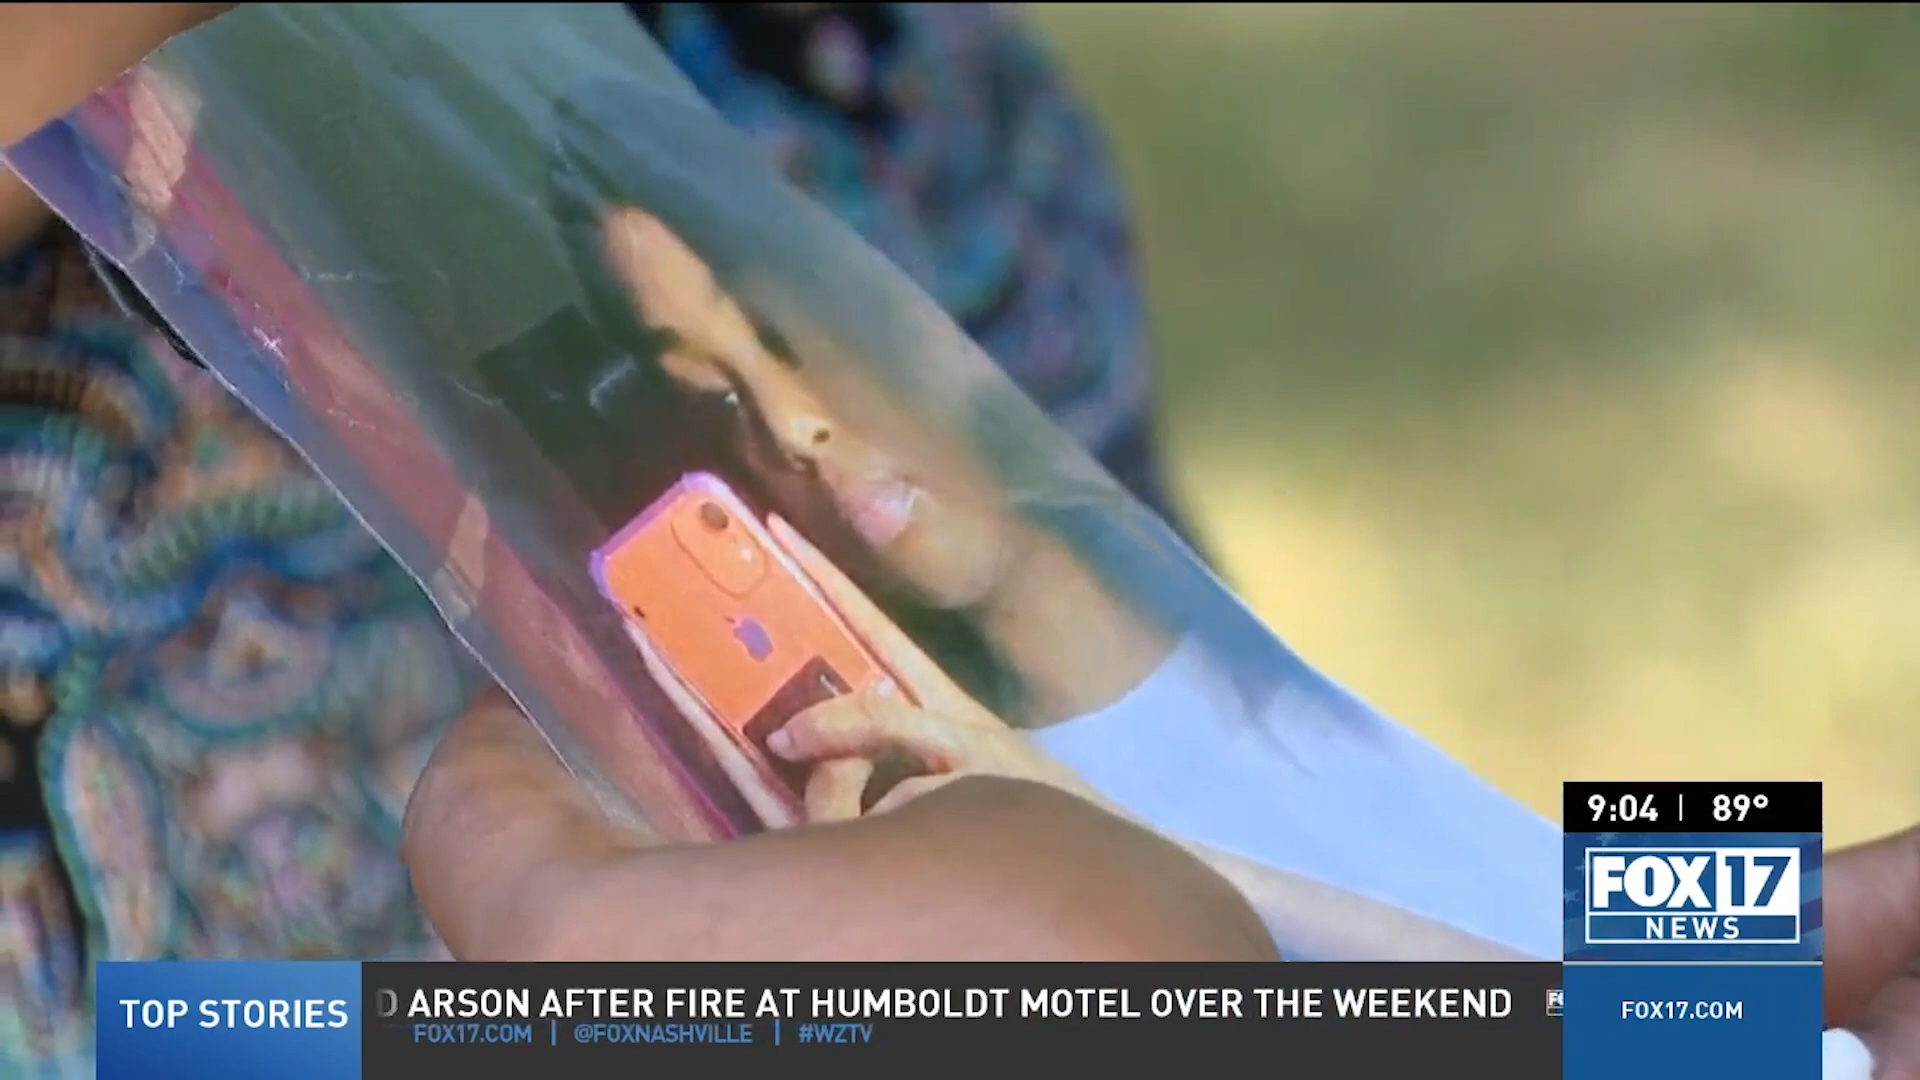 9:04 | 89°
FOX 17
NEWS
TOP STORIES
ARSON AFTER FIRE AT HUMBOLDT MOTEL OVER THE WEEKEND
FOX17.COM | @FOXNASHVILLE | #WZTV
FOX17.COM